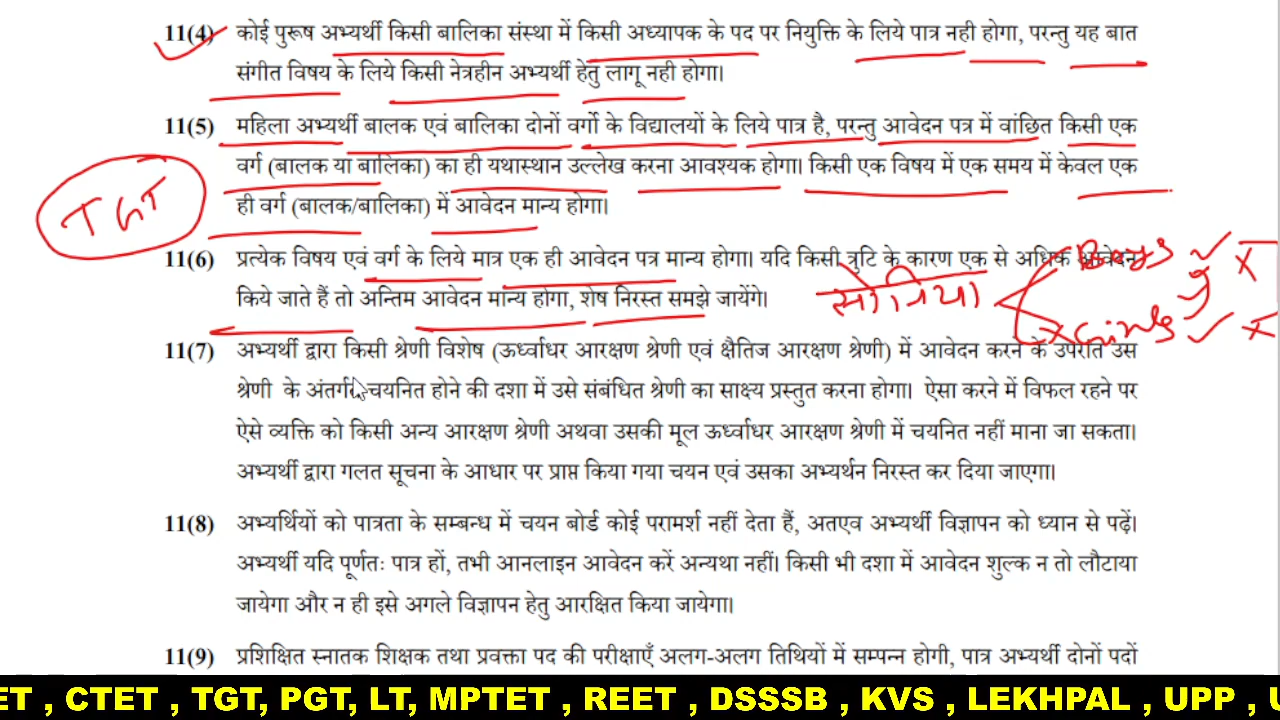 11(4) कोई पुरूष अभ्यर्थी किसी बालिका संस्था में किसी अध्यापक के पद पर नियुक्ति के लिये पात्र नही होगा, परन्तु यह बात
संगीत विषय के लिये किसी नेत्रहीन अभ्यर्थी हेतु लागू नही होगा।
11(5) महिला अभ्यर्थी बालक एवं बालिका दोनों वर्गो के विद्यालयों के लिये पात्र है, परन्तु आवेदन पत्र में वांछित किसी एक
वर्ग (बालक या बालिका) का ही यथास्थान उल्लेख करना आवश्यक होगा। किसी एक विषय में एक समय में केवल एक
ही वर्ग (बालक/बालिका) में आवेदन मान्य होगा।
TGT
11(6) प्रत्येक विषय एवं वर्ग के लिये मात्र एक ही आवेदन पत्र मान्य होगा। यदि किसी त्रुटि के कारण एक से अधिक आवेदन
किये जाते हैं तो अन्तिम आवेदन मान्य होगा, शेष निरस्त समझे जायेंगे।
सोनिया
Boys
Girls
11(7) अभ्यर्थी द्वारा किसी श्रेणी विशेष (ऊर्ध्वाधर आरक्षण श्रेणी एवं क्षैतिज आरक्षण श्रेणी) में आवेदन करने के उपरांत उस
श्रेणी के अंतर्गत चयनित होने की दशा में उसे संबंधित श्रेणी का साक्ष्य प्रस्तुत करना होगा। ऐसा करने में विफल रहने पर
ऐसे व्यक्ति को किसी अन्य आरक्षण श्रेणी अथवा उसकी मूल ऊर्ध्वाधर आरक्षण श्रेणी में चयनित नहीं माना जा सकता।
अभ्यर्थी द्वारा गलत सूचना के आधार पर प्राप्त किया गया चयन एवं उसका अभ्यर्थन निरस्त कर दिया जाएगा।
11(8) अभ्यर्थियों को पात्रता के सम्बन्ध में चयन बोर्ड कोई परामर्श नहीं देता हैं, अतएव अभ्यर्थी विज्ञापन को ध्यान से पढ़ें।
अभ्यर्थी यदि पूर्णतः पात्र हों, तभी आनलाइन आवेदन करें अन्यथा नहीं। किसी भी दशा में आवेदन शुल्क न तो लौटाया
जायेगा और न ही इसे अगले विज्ञापन हेतु आरक्षित किया जायेगा।
11(9) प्रशिक्षित स्नातक शिक्षक तथा प्रवक्ता पद की परीक्षाएँ अलग-अलग तिथियों में सम्पन्न होगी, पात्र अभ्यर्थी दोनों पदों
ET , CTET , TGT, PGT, LT, MPTET , REET , DSSSB , KVS , LEKHPAL , UPP , U